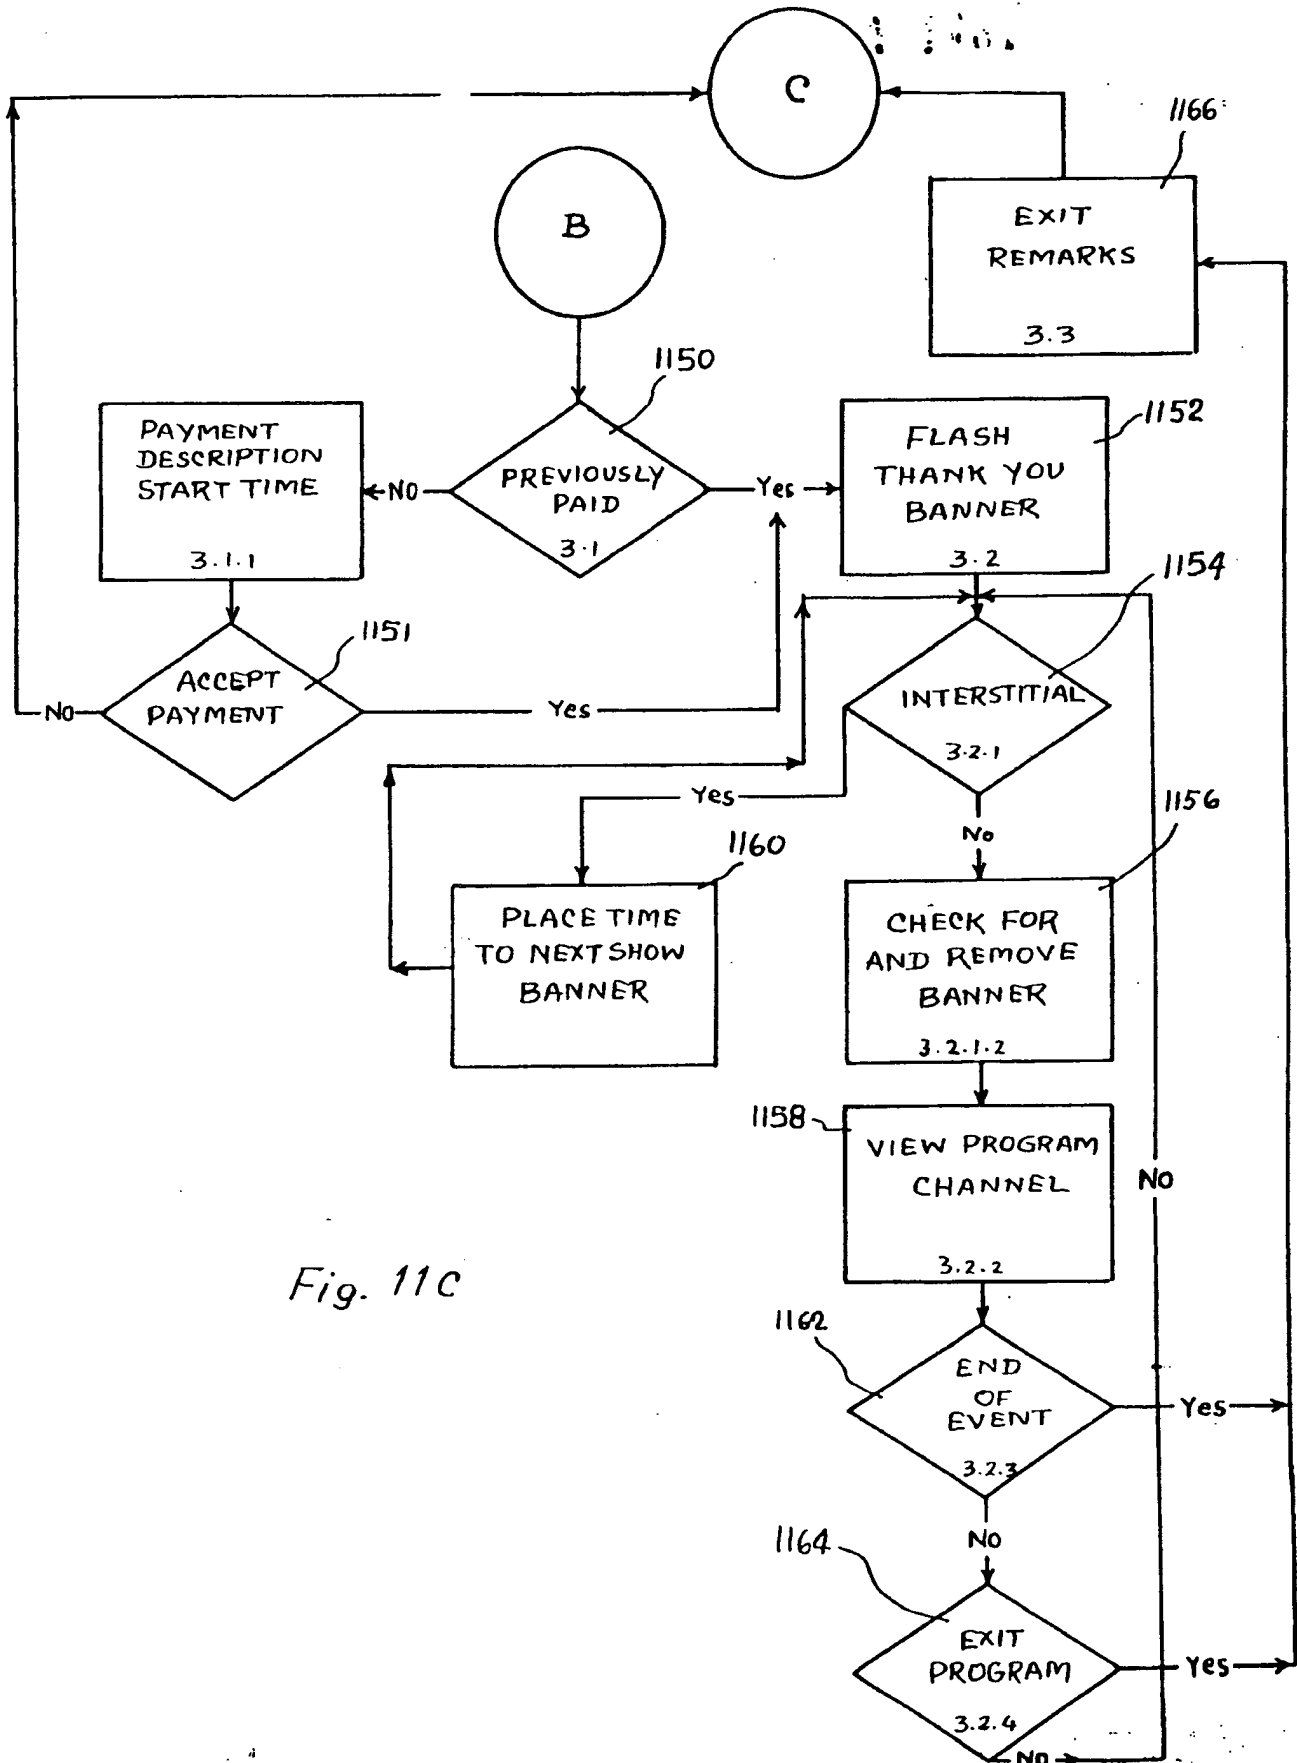 C
1166
EXIT
REMARKS
3.3
B
1150
PREVIOUSLY
PAID
3.1
No
Yes
PAYMENT
DESCRIPTION
START TIME
3.1.1
1152
FLASH
THANK YOU
BANNER
3.2
1151
ACCEPT
PAYMENT
No
Yes
1154
INTERSTITIAL
3.2.1
Yes
No
1160
PLACE TIME
TO NEXT SHOW
BANNER
1156
CHECK FOR
AND REMOVE
BANNER
3.2.1.2
1158
VIEW PROGRAM
CHANNEL
3.2.2
No
Fig. 11C
1162
END
OF
EVENT
3.2.3
Yes
No
1164
EXIT
PROGRAM
3.2.4
Yes
No